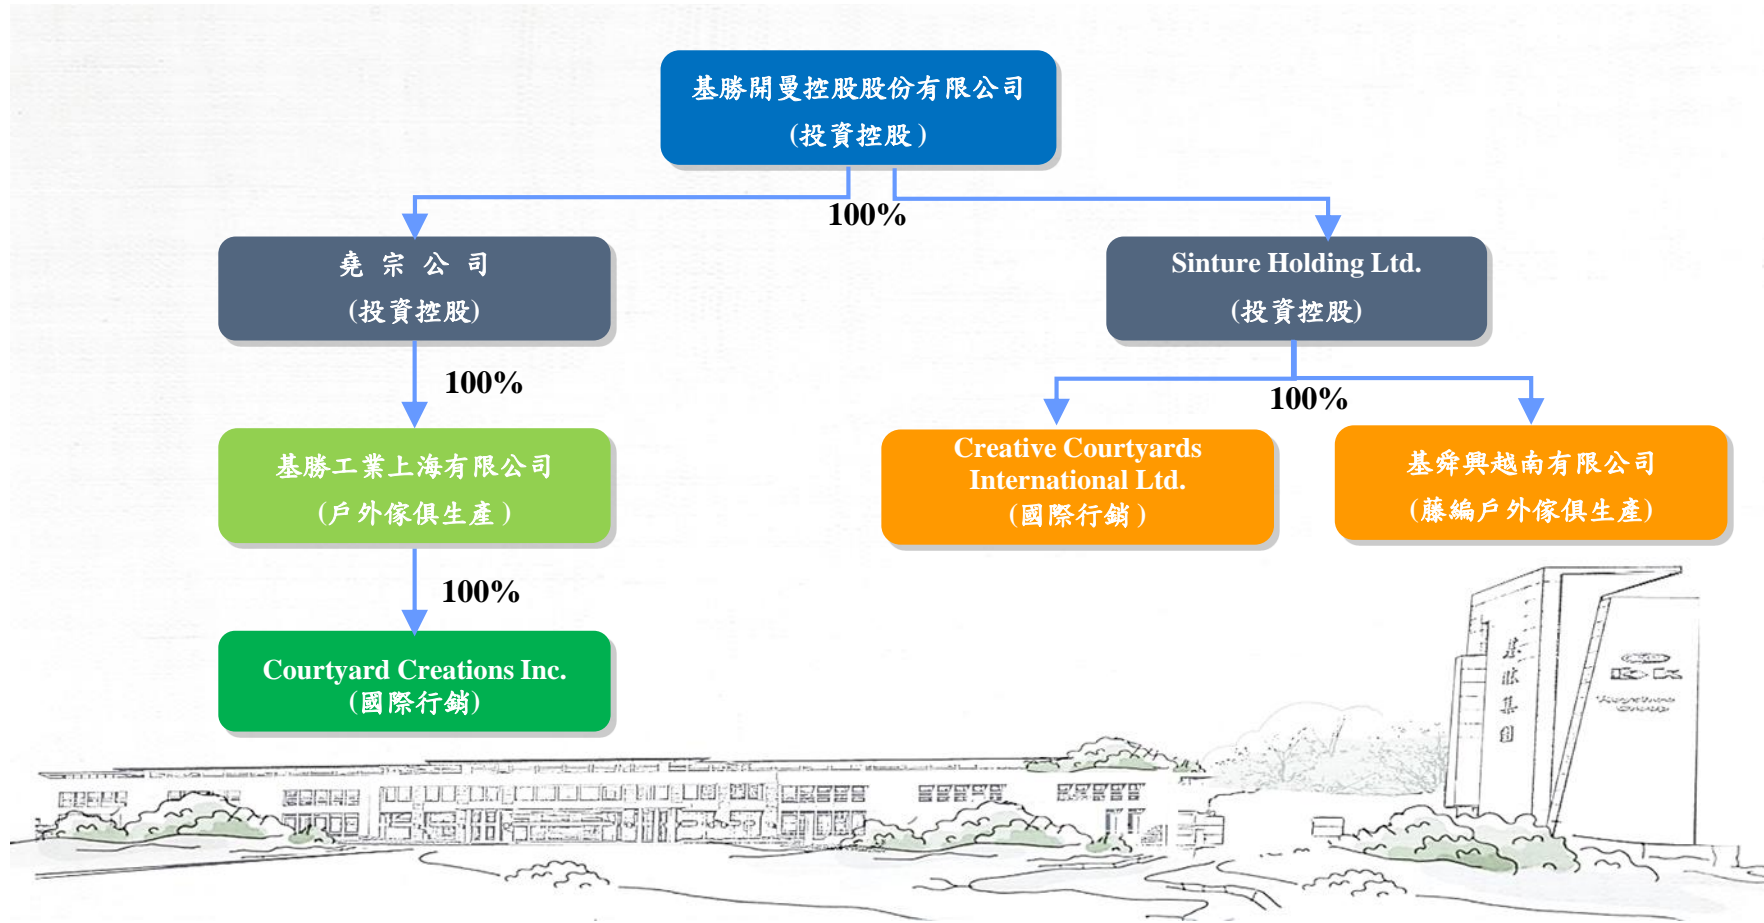 基勝開曼控股股份有限公司
(投資控股)
100%
堯宗公司
(投資控股)
Sinture Holding Ltd.
(投資控股)
100%
100%
基勝工業上海有限公司
(戶外傢俱生產)
Creative Courtyards
International Ltd.
(國際行銷)
基舜興越南有限公司
(藤編戶外傢俱生產)
100%
Courtyard Creations Inc.
(國際行銷)
基勝集團